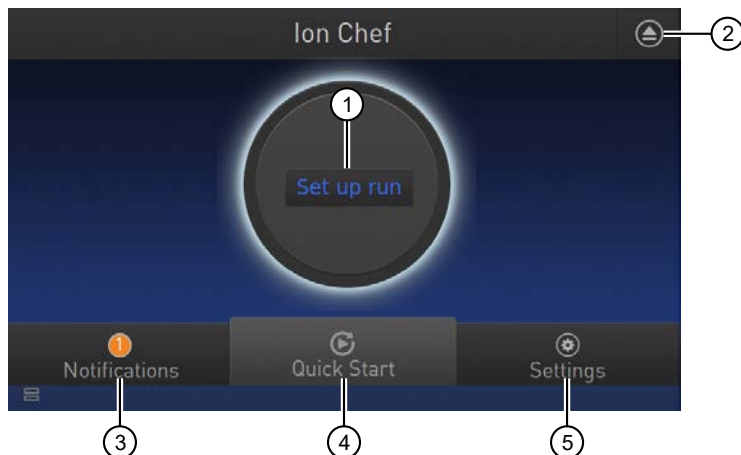 Ion Chef
2
1
Set up run
1
Notifications
Quick Start
Settings
3
4
5